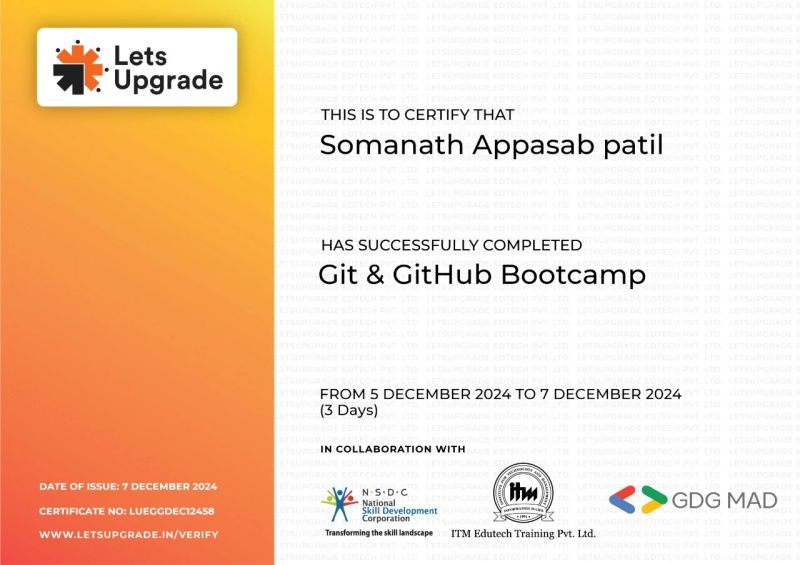 Lets
Upgrade
THIS IS TO CERTIFY THAT
Somanath Appasab patil
HAS SUCCESSFULLY COMPLETED
Git & GitHub Bootcamp
FROM 5 DECEMBER 2024 TO 7 DECEMBER 2024
(3 Days)
IN COLLABORATION WITH
N·S·D·C
National
Skill Development
Corporation
Transforming the skill landscape
itm
ITM Edutech Training Pvt. Ltd.
GDG MAD
DATE OF ISSUE: 7 DECEMBER 2024
CERTIFICATE NO: LUEGGDEC12458
WWW.LETSUPGRADE.IN/VERIFY